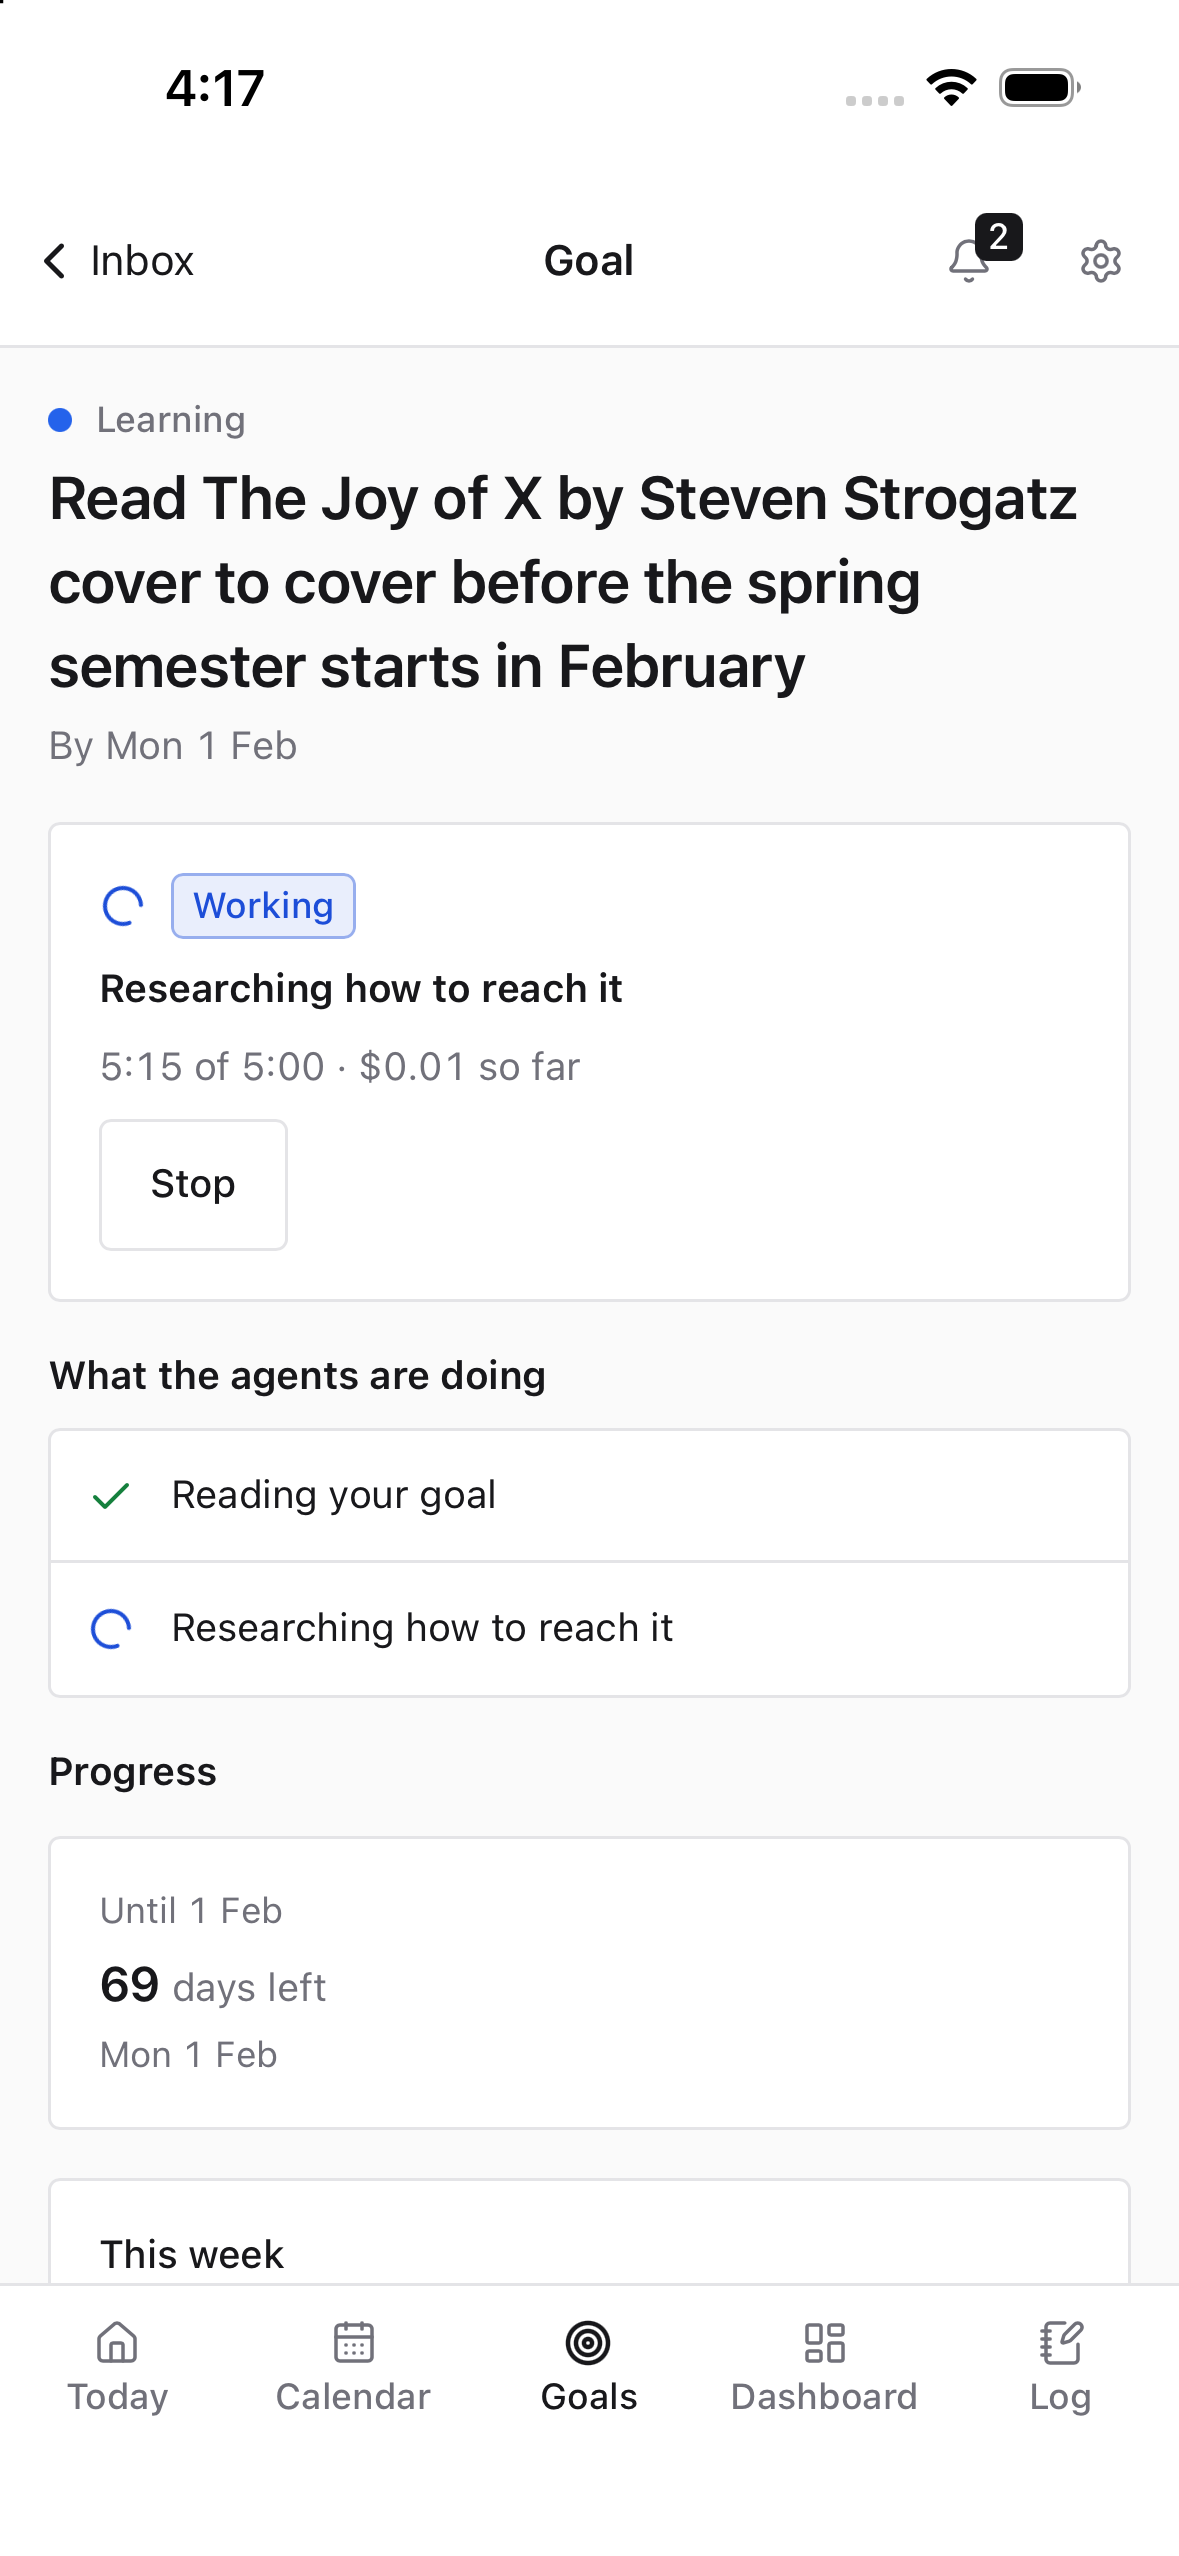 4:17
Inbox
Goal
2
Learning
Read The Joy of X by Steven Strogatz
cover to cover before the spring
semester starts in February
By Mon 1 Feb
Working
Researching how to reach it
5:15 of 5:00 · $0.01 so far
Stop
What the agents are doing
Reading your goal
Researching how to reach it
Progress
Until 1 Feb
69 days left
Mon 1 Feb
This week
Today
Calendar
Goals
Dashboard
Log